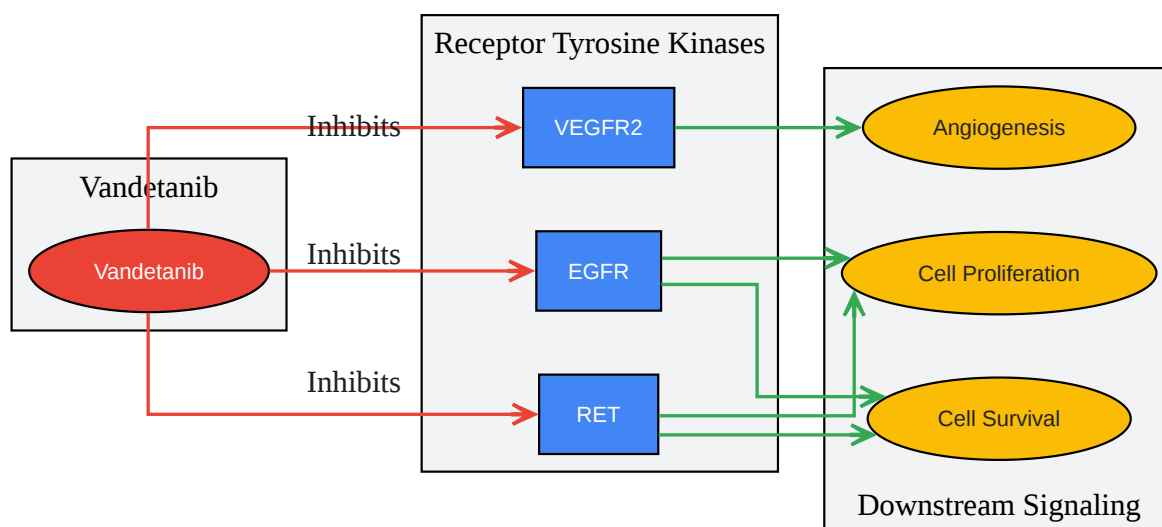 Receptor Tyrosine Kinases
Inhibits
VEGFR2
Angiogenesis
Vandetanib
Vandetanib
Inhibits
EGFR
Cell Proliferation
Inhibits
RET
Cell Survival
Downstream Signaling